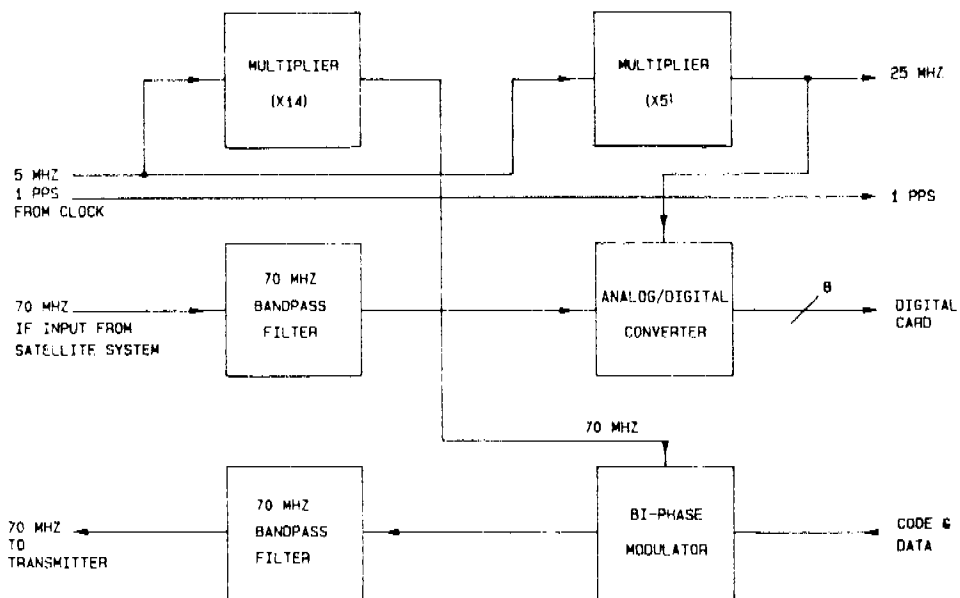 MULTIPLIER
(X14)
MULTIPLIER
(X5)
25 MHZ
5 MHZ
1 PPS
FROM CLOCK
1 PPS
70 MHZ
BANDPASS
FILTER
ANALOG/DIGITAL
CONVERTER
8
DIGITAL
CARD
70 MHZ
IF INPUT FROM
SATELLITE SYSTEM
70 MHZ
70 MHZ
BANDPASS
FILTER
BI-PHASE
MODULATOR
70 MHZ
TO
TRANSMITTER
CODE &
DATA